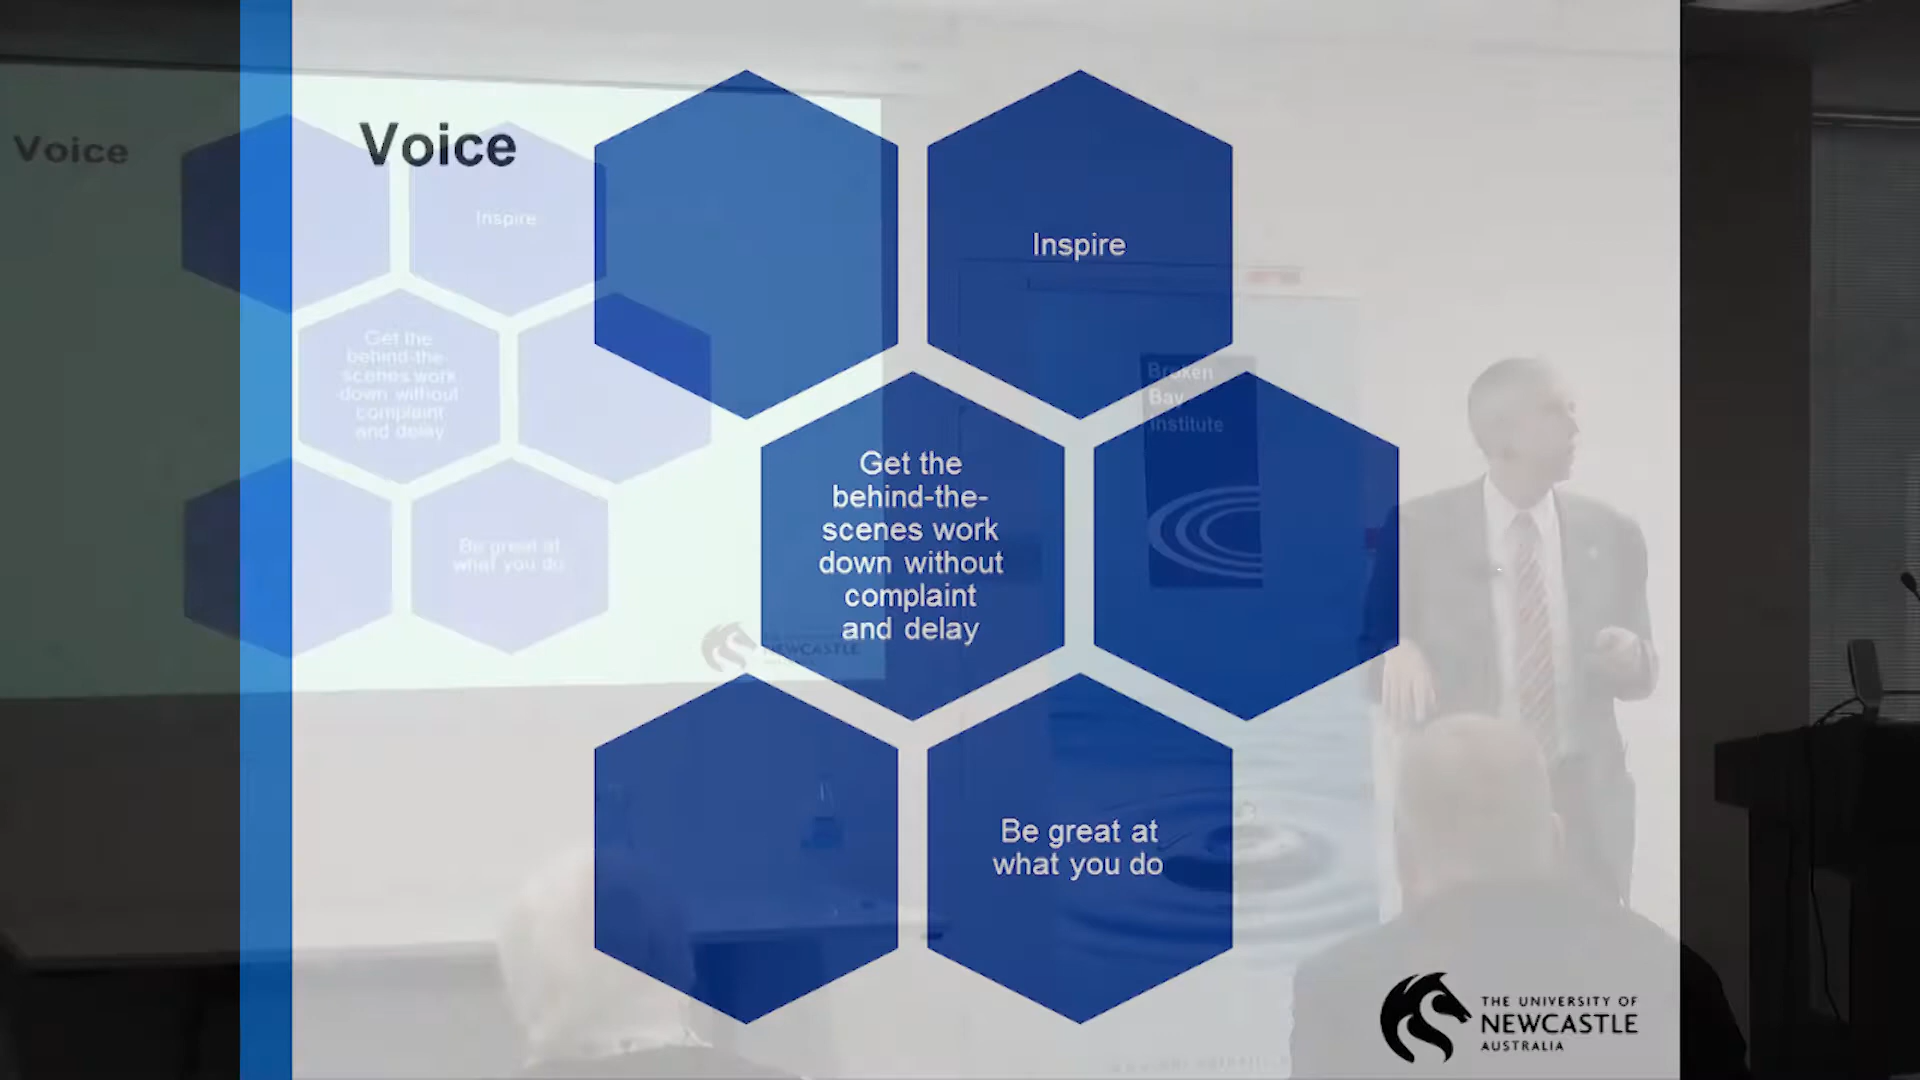 Voice
Voice
Inspire
Inspire
Get the
behind-the-
scenes work
down without
complaint
and delay
Get the
behind-the-
scenes work
down without
complaint
and delay
Broken
Bay
Institute
Be great at
what you do
Be great at
what you do
NEWCASTLE
THE UNIVERSITY OF
NEWCASTLE
AUSTRALIA